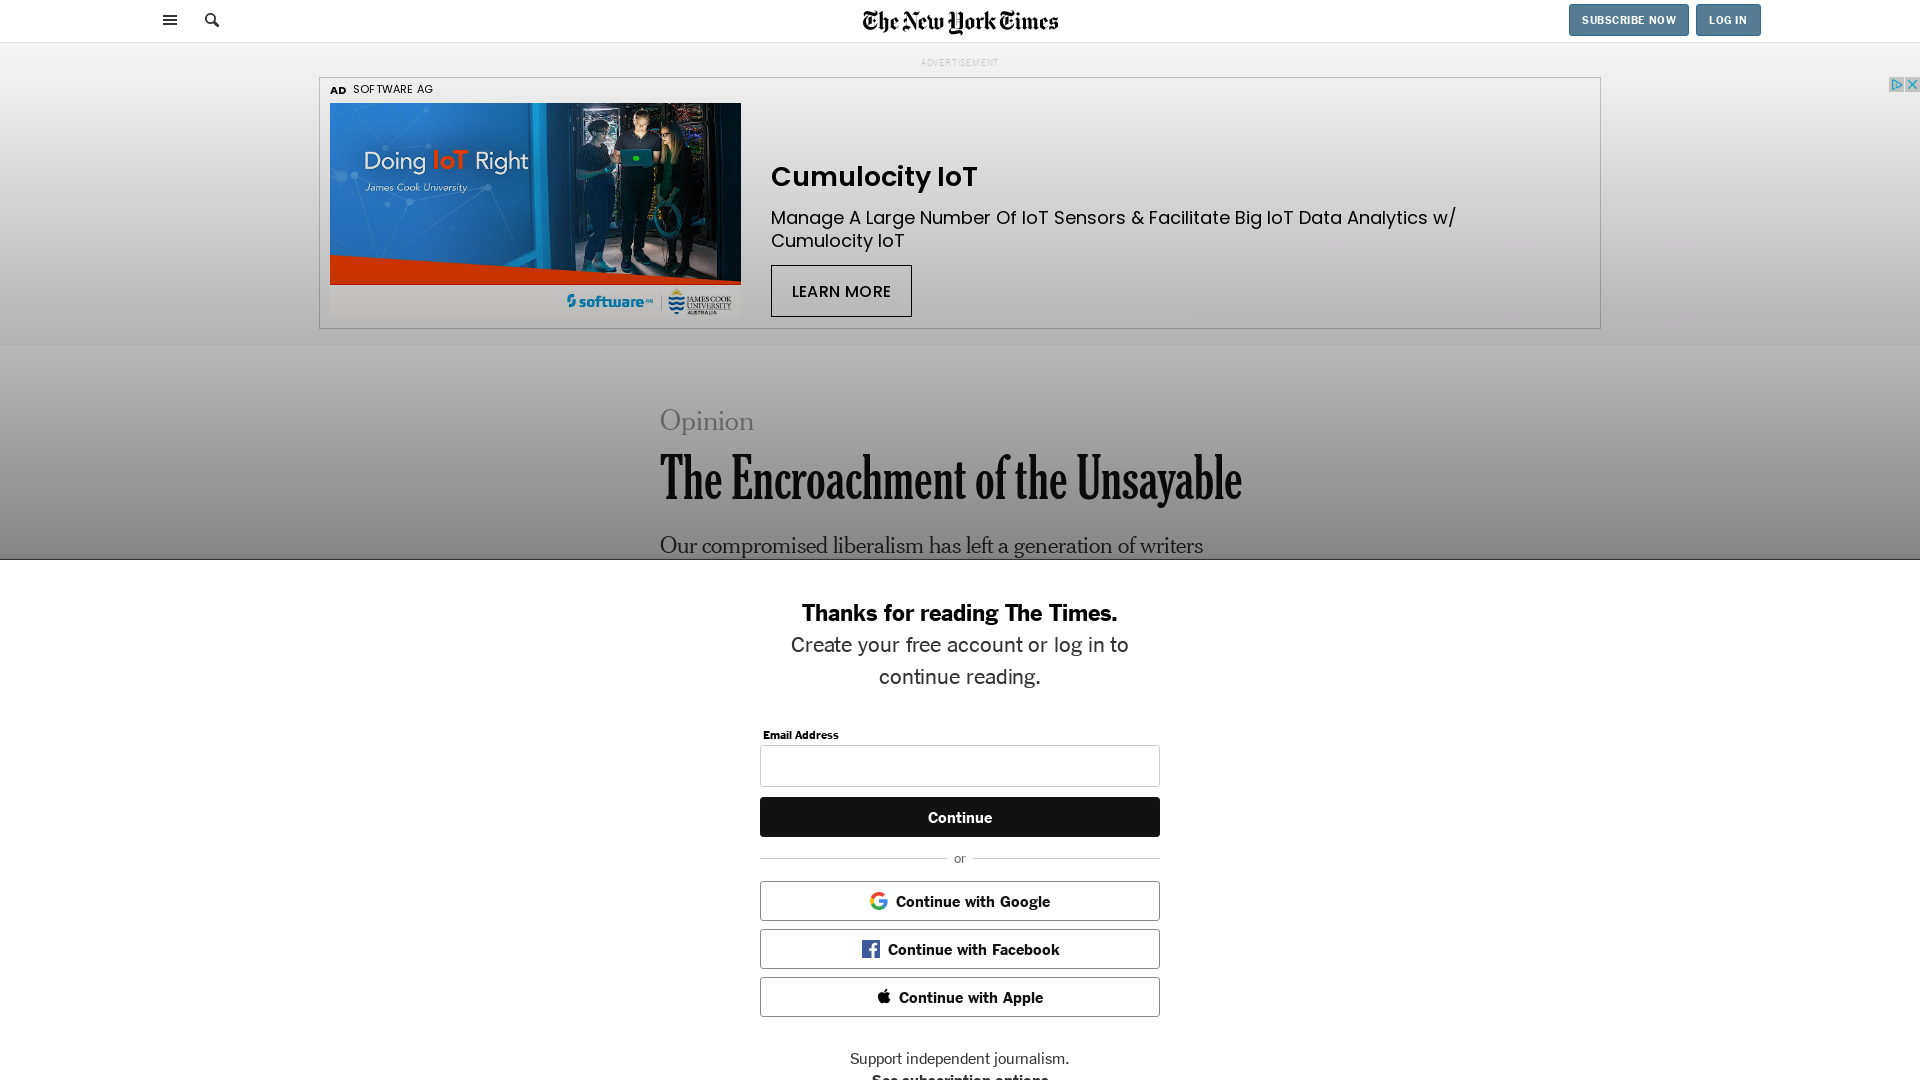 The New York Times
SUBSCRIBE NOW
LOG IN
ADVERTISEMENT
AD SOFTWARE AG
Doing IoT Right
James Cook University
software AG
JAMES COOK
UNIVERSITY
AUSTRALIA
Cumulocity IoT
Manage A Large Number Of IoT Sensors & Facilitate Big IoT Data Analytics w/
Cumulocity IoT
LEARN MORE
Opinion
The Encroachment of the Unsayable
Our compromised liberalism has left a generation of writers
Thanks for reading The Times.
Create your free account or log in to
continue reading.
Email Address
Continue
or
Continue with Google
Continue with Facebook
Continue with Apple
Support independent journalism.
See subscription options.